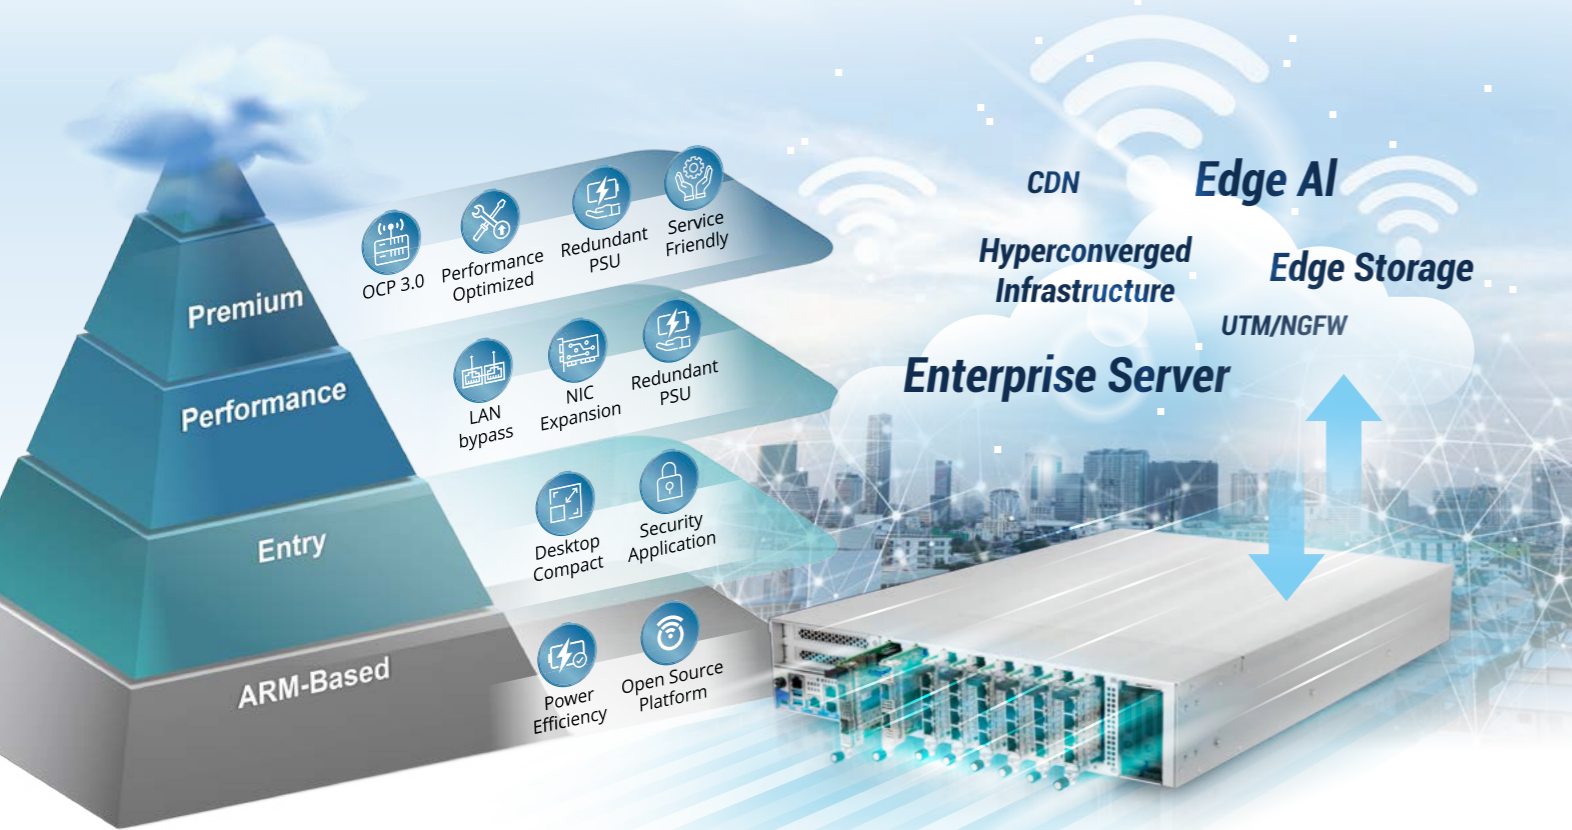 Premium
OCP 3.0
Performance
Optimized
Redundant
PSU
Service
Friendly
Performance
LAN
bypass
NIC
Expansion
Redundant
PSU
Entry
Desktop
Compact
Security
Application
ARM-Based
Power
Efficiency
Open Source
Platform
CDN
Edge AI
Hyperconverged
Infrastructure
Edge Storage
UTM/NGFW
Enterprise Server